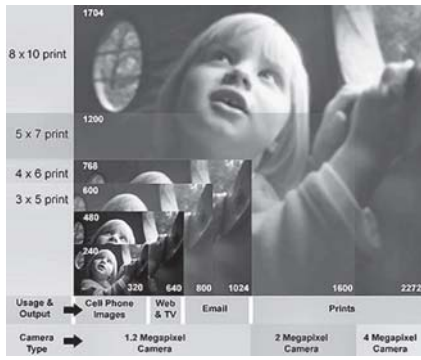 1704
8 x 10 print
1200
5 x 7 print
768
4 x 6 print
600
3 x 5 print
480
240
320 640 800 1024 1600 2272
Usage & Output
Cell Phone Images
Web & TV
Email
Prints
Camera Type
1.2 Megapixel Camera
2 Megapixel Camera
4 Megapixel Camera